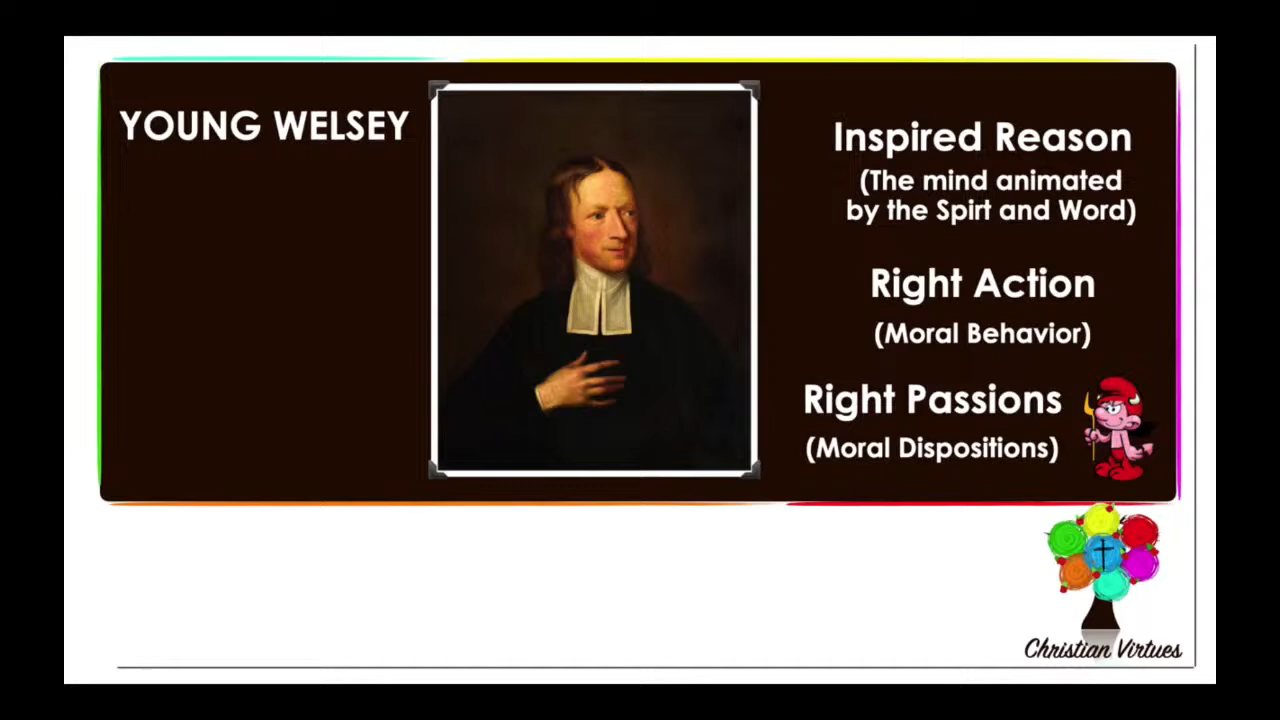 YOUNG WELSEY
Inspired Reason
(The mind animated
by the Spirt and Word)
Right Action
(Moral Behavior)
Right Passions
(Moral Dispositions)
Christian Virtues